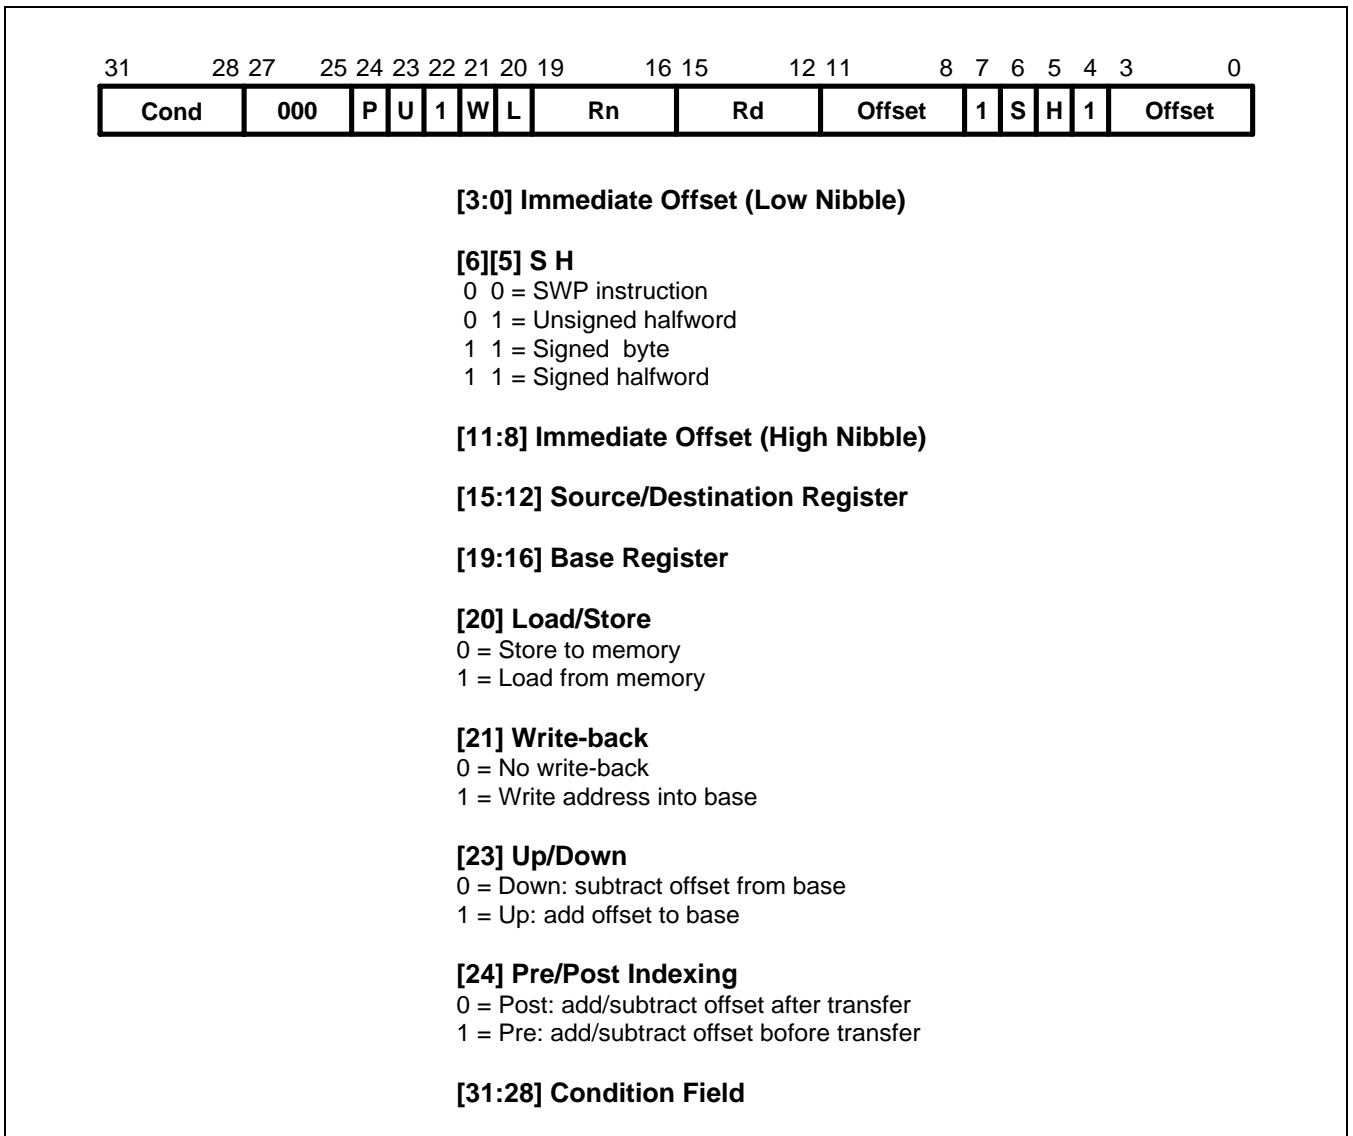 31 28 27 25 24 23 22 21 20 19 16 15 12 11 8 7 6 5 4 3 0
Cond 000 P U 1 W L Rn Rd Offset 1 S H 1 Offset
[3:0] Immediate Offset (Low Nibble)
[6][5] S H
0 0 = SWP instruction
0 1 = Unsigned halfword
1 1 = Signed byte
1 1 = Signed halfword
[11:8] Immediate Offset (High Nibble)
[15:12] Source/Destination Register
[19:16] Base Register
[20] Load/Store
0 = Store to memory
1 = Load from memory
[21] Write-back
0 = No write-back
1 = Write address into base
[23] Up/Down
0 = Down: subtract offset from base
1 = Up: add offset to base
[24] Pre/Post Indexing
0 = Post: add/subtract offset after transfer
1 = Pre: add/subtract offset bofore transfer
[31:28] Condition Field